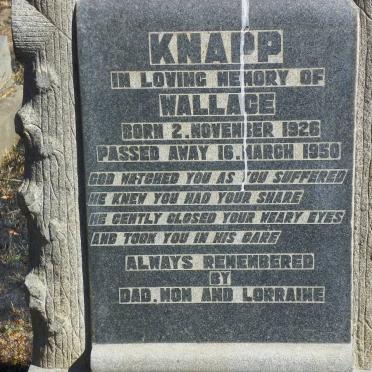 KNAPP
IN LOVING MEMORY OF
WALLACE
BORN 2. NOVEMBER 1926
PASSED AWAY 16. MARCH 1950
GOD WATCHED YOU AS YOU SUFFERED
HE KNEW YOU HAD YOUR SHARE
HE GENTLY CLOSED YOUR WEARY EYES
AND TOOK YOU IN HIS CARE
ALWAYS REMEMBERED
BY
DAD, MOM AND LORRAINE